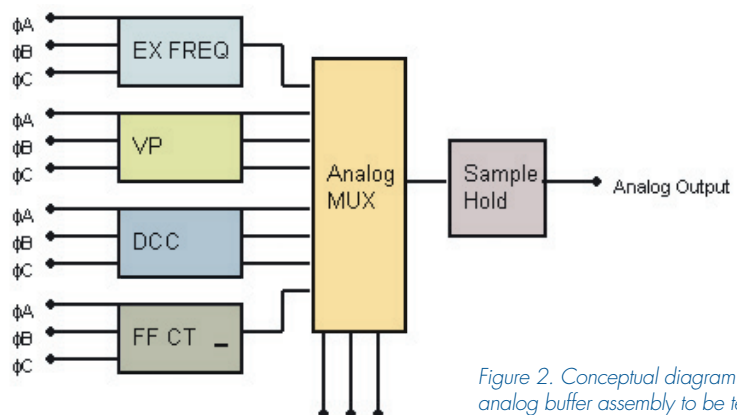 ϕA
ϕB
ϕC
EX FREQ
ϕA
ϕB
ϕC
VP
ϕA
ϕB
ϕC
DCC
ϕA
ϕB
ϕC
FF CT _
Analog
MUX
Sample
Hold
Analog Output
Figure 2. Conceptual diagram
analog buffer assembly to be